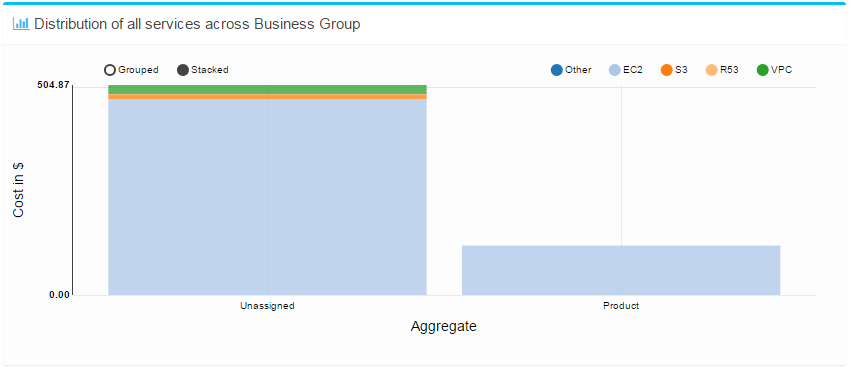 Distribution of all services across Business Group
Grouped Stacked Other EC2 S3 R53 VPC
504.87
Cost in $
0.00
Unassigned Product
Aggregate